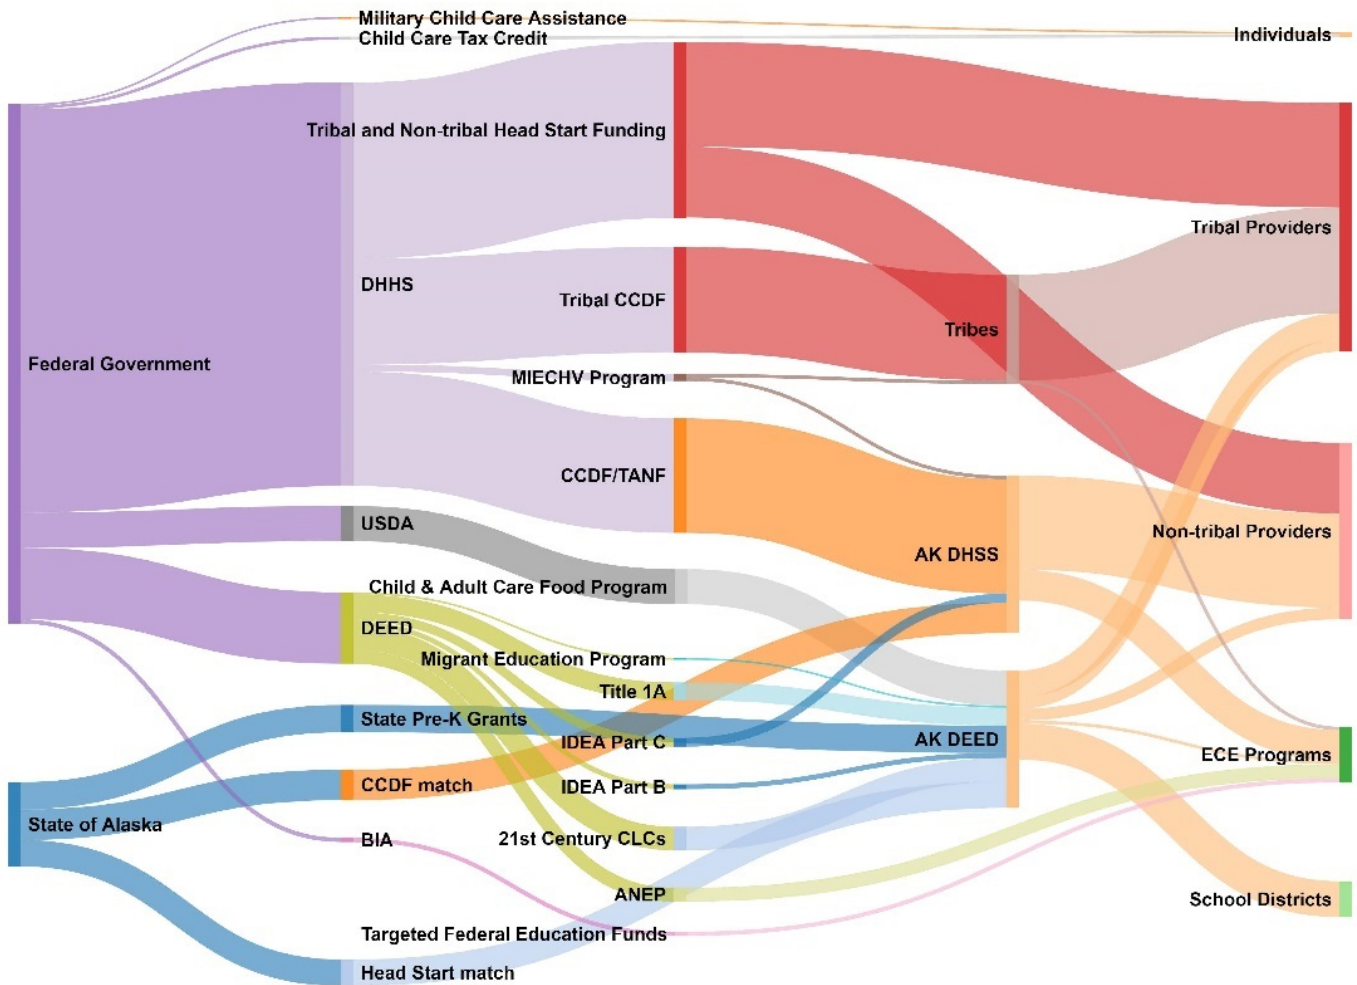 Military Child Care Assistance
Child Care Tax Credit
Individuals
Tribal and Non-tribal Head Start Funding
Tribal Providers
DHHS
Tribal CCDF
Tribes
Federal Government
MIECHV Program
CCDF/TANF
USDA
Non-tribal Providers
AK DHSS
Child & Adult Care Food Program
DEED
Migrant Education Program
Title 1A
State Pre-K Grants
IDEA Part C
AK DEED
ECE Programs
CCDF match
IDEA Part B
State of Alaska
BIA
21st Century CLCs
ANEP
School Districts
Targeted Federal Education Funds
Head Start match